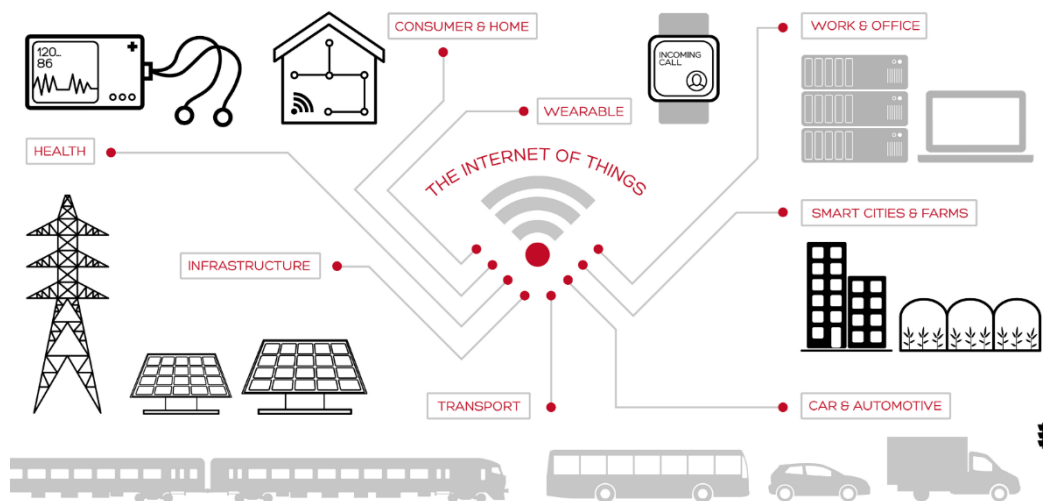 CONSUMER & HOME
WORK & OFFICE
120_
86
INCOMING
CALL
WEARABLE
HEALTH
THE INTERNET OF THINGS
SMART CITIES & FARMS
INFRASTRUCTURE
TRANSPORT
CAR & AUTOMOTIVE